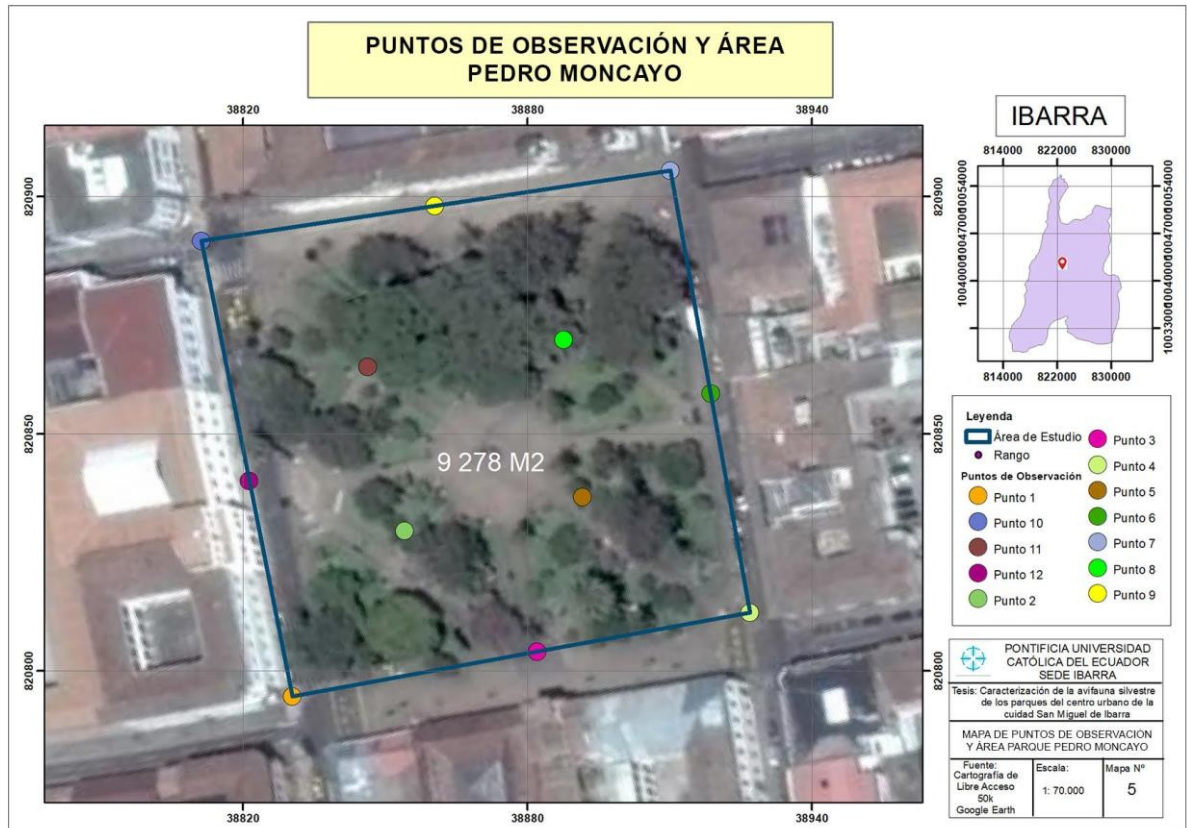 PUNTOS DE OBSERVACIÓN Y ÁREA
PEDRO MONCAYO
38820
38880
38940
820900
820850
820800
820900
820850
820800
9 278 M2
38820
38880
38940
IBARRA
814000 822000 830000
814000 822000 830000
Leyenda
Área de Estudio
Rango
Puntos de Observación
Punto 1
Punto 10
Punto 11
Punto 12
Punto 2
Punto 3
Punto 4
Punto 5
Punto 6
Punto 7
Punto 8
Punto 9
PONTIFICIA UNIVERSIDAD
CATÓLICA DEL ECUADOR
SEDE IBARRA
Tesis: Caracterización de la avifauna silvestre
de los parques del centro urbano de la
cuidad San Miguel de Ibarra
MAPA DE PUNTOS DE OBSERVACION
Y ÁREA PARQUE PEDRO MONCAYO
Fuente:
Cartografía de
Libre Acceso
50k
Google Earth
Escala:
1: 70.000
Mapa Nº
5